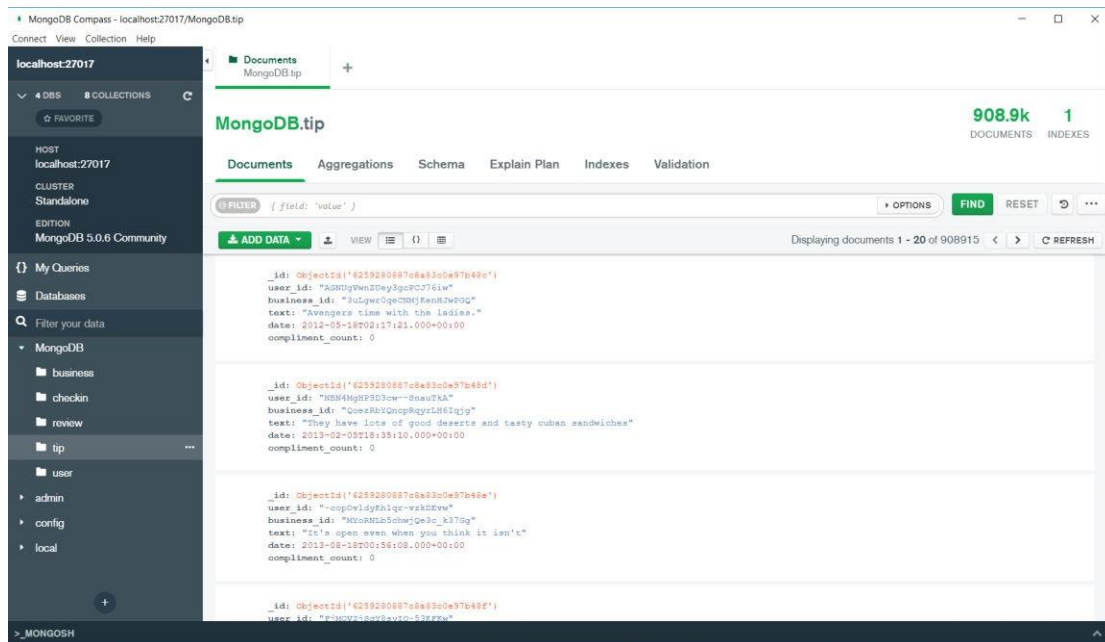 MongoDB Compass - localhost:27017/MongoDB.tip
Connect View Collection Help
localhost:27017
4 DBS 8 COLLECTIONS
FAVORITE
HOST
localhost:27017
CLUSTER
Standalone
EDITION
MongoDB 5.0.6 Community
{} My Queries
Databases
Filter your data
MongoDB
business
checkin
review
tip
user
admin
config
local
+
>_MONGOSH
Documents
MongoDB.tip
+
MongoDB.tip
908.9k DOCUMENTS
1 INDEXES
Documents Aggregations Schema Explain Plan Indexes Validation
FILTER { field: 'value' }
OPTIONS FIND RESET
ADD DATA VIEW {}
Displaying documents 1 - 20 of 908915 < > REFRESH
_id: ObjectId('6259280887c8a83c0e97b48c')
user_id:
business_id:
text: "Avengers time with the ladies."
date: 2012-05-18T02:17:21.000+00:00
compliment_count: 0
_id: ObjectId('6259280887c8a83c0e97b48d')
user_id:
business_id:
text: "They have lots of good deserts and tasty cuban sandwiches"
date: 2013-02-05T18:35:10.000+00:00
compliment_count: 0
_id: ObjectId('6259280887c8a83c0e97b48e')
user_id:
business_id:
text: "It's open even when you think it isn't"
date: 2013-08-18T00:56:08.000+00:00
compliment_count: 0
_id: ObjectId('6259280887c8a83c0e97b48f')
user_id: